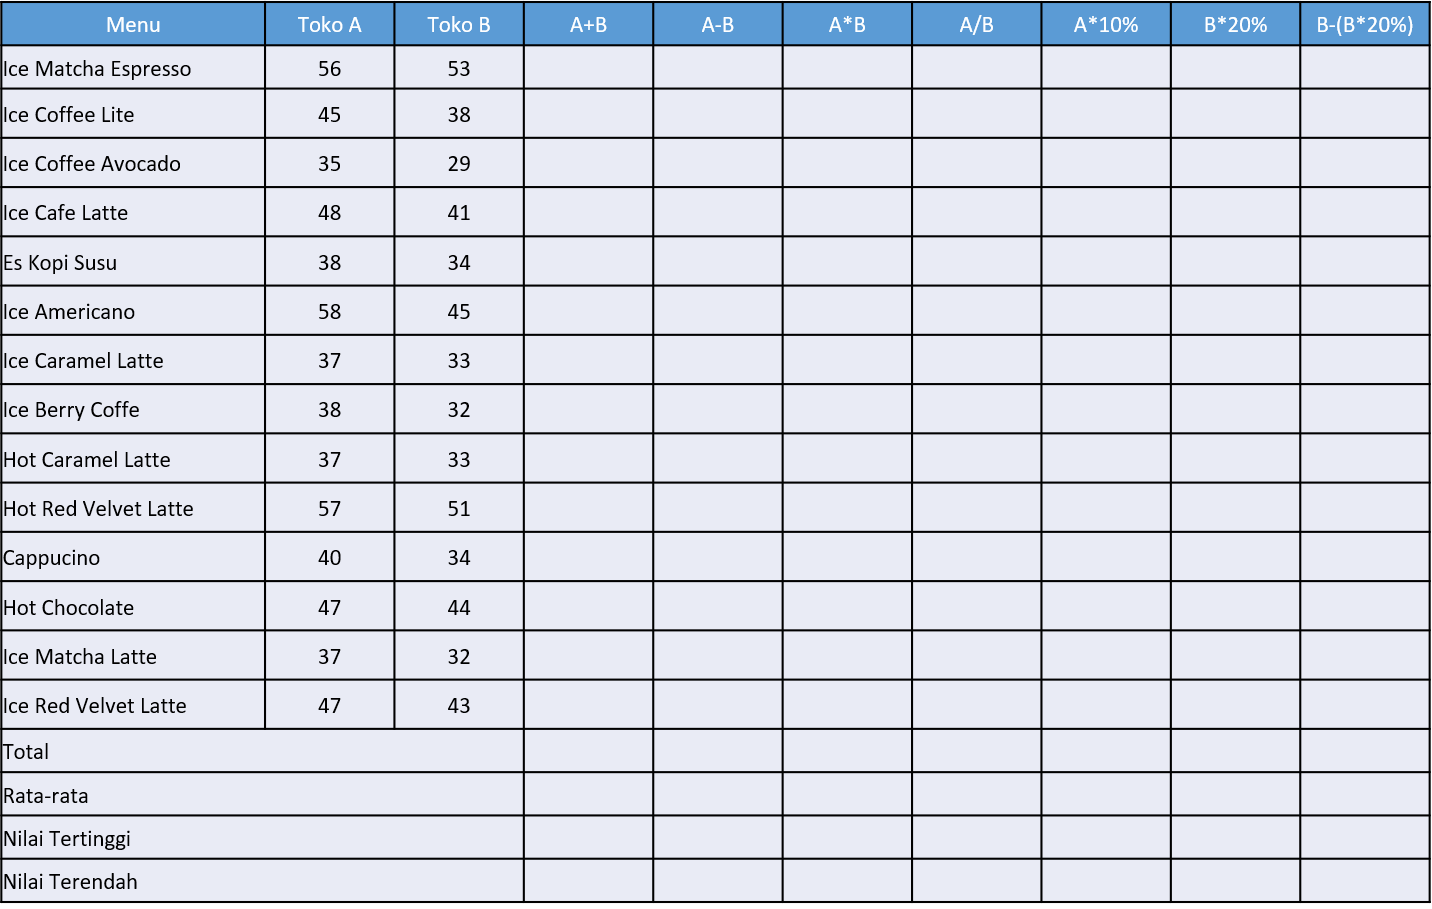 Menu Toko A Toko B A+B A-B A*B A/B A*10% B*20% B-(B*20%)
Ice Matcha Espresso 56 53
Ice Coffee Lite 45 38
Ice Coffee Avocado 35 29
Ice Cafe Latte 48 41
Es Kopi Susu 38 34
Ice Americano 58 45
Ice Caramel Latte 37 33
Ice Berry Coffe 38 32
Hot Caramel Latte 37 33
Hot Red Velvet Latte 57 51
Cappucino 40 34
Hot Chocolate 47 44
Ice Matcha Latte 37 32
Ice Red Velvet Latte 47 43
Total
Rata-rata
Nilai Tertinggi
Nilai Terendah